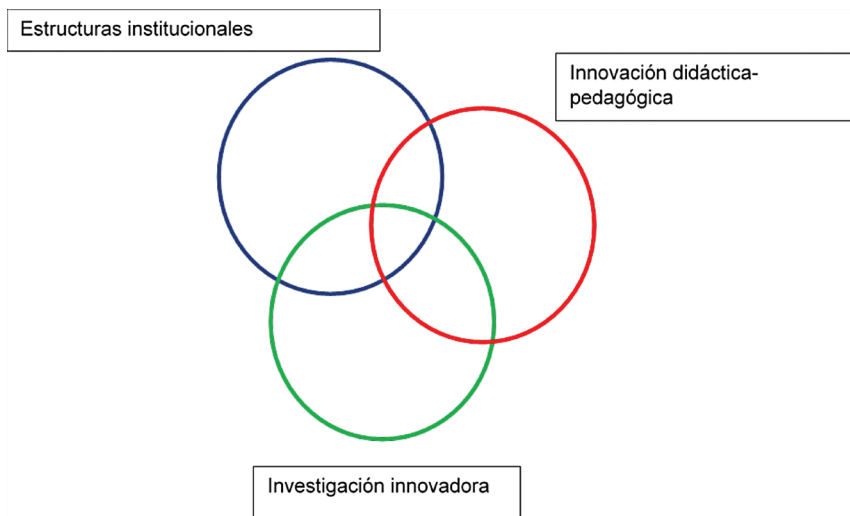 Estructuras institucionales
Innovación didáctica-
pedagógica
Investigación innovadora